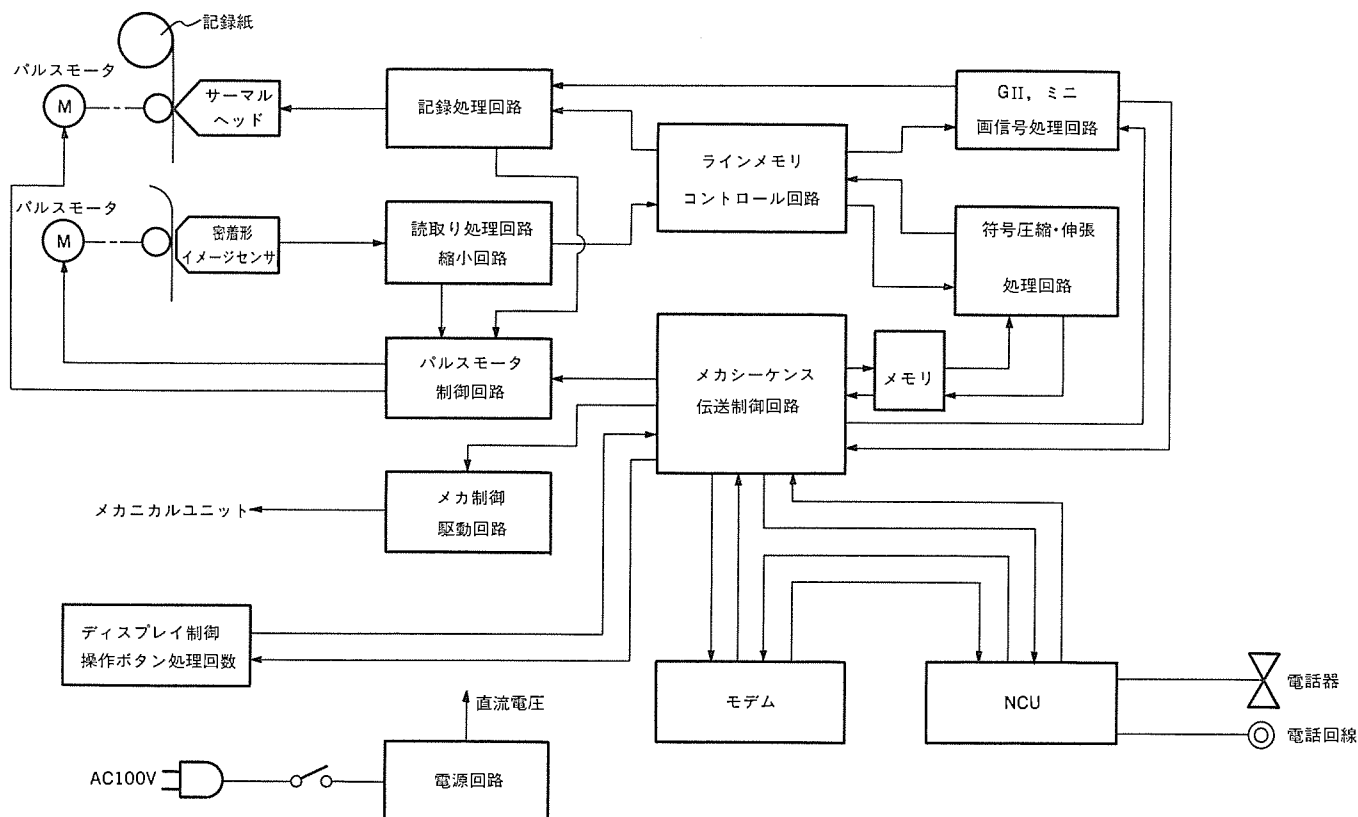 記録紙
パルスモータ
M
サーマル
ヘッド
記録処理回路
GII，ミニ
画信号処理回路
ラインメモリ
コントロール回路
パルスモータ
M
密着形
イメージセンサ
読取り処理回路
縮小回路
符号圧縮・伸張
処理回路
パルスモータ
制御回路
メカシーケンス
伝送制御回路
メモリ
メカニカルユニット
メカ制御
駆動回路
ディスプレイ制御
操作ボタン処理回数
モデム
NCU
電話器
電話回線
直流電圧
AC100V
電源回路